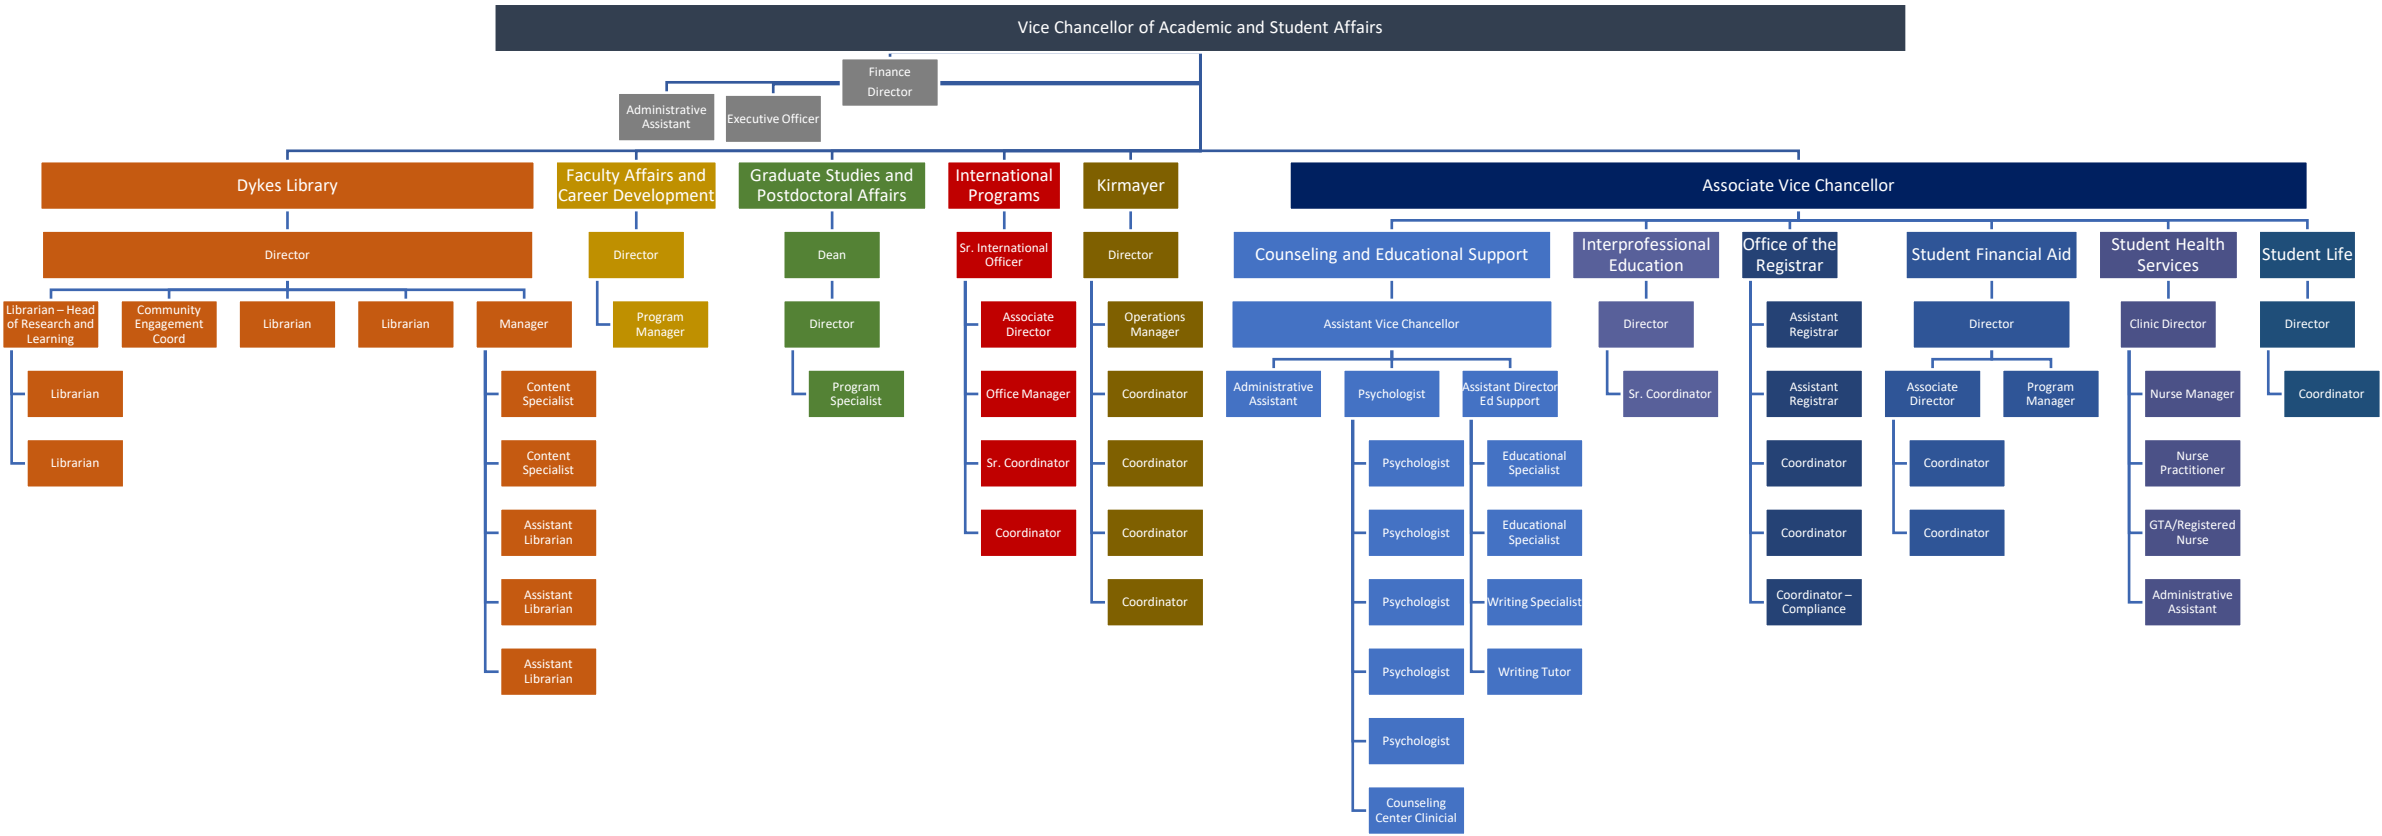 Vice Chancellor of Academic and Student Affairs
Finance
Director
Administrative
Assistant
Executive Officer
Dykes Library
Faculty Affairs and
Career Development
Graduate Studies and
Postdoctoral Affairs
International
Programs
Kirmayer
Associate Vice Chancellor
Director
Director
Dean
Sr. International
Officer
Director
Counseling and Educational Support
Interprofessional
Education
Office of the
Registrar
Student Financial Aid
Student Health
Services
Student Life
Librarian – Head
of Research and
Learning
Community
Engagement
Coord
Librarian
Librarian
Manager
Program
Manager
Director
Associate
Director
Operations
Manager
Assistant Vice Chancellor
Director
Assistant
Registrar
Director
Clinic Director
Director
Librarian
Content
Specialist
Program
Specialist
Office Manager
Coordinator
Administrative
Assistant
Psychologist
Assistant Director
Ed Support
Sr. Coordinator
Assistant
Registrar
Associate
Director
Program
Manager
Nurse Manager
Coordinator
Librarian
Content
Specialist
Sr. Coordinator
Coordinator
Psychologist
Educational
Specialist
Coordinator
Coordinator
Nurse
Practitioner
Assistant
Librarian
Coordinator
Coordinator
Psychologist
Educational
Specialist
Coordinator
Coordinator
GTA/Registered
Nurse
Assistant
Librarian
Coordinator
Psychologist
Writing Specialist
Coordinator –
Compliance
Administrative
Assistant
Assistant
Librarian
Psychologist
Writing Tutor
Psychologist
Counseling
Center Clinicial